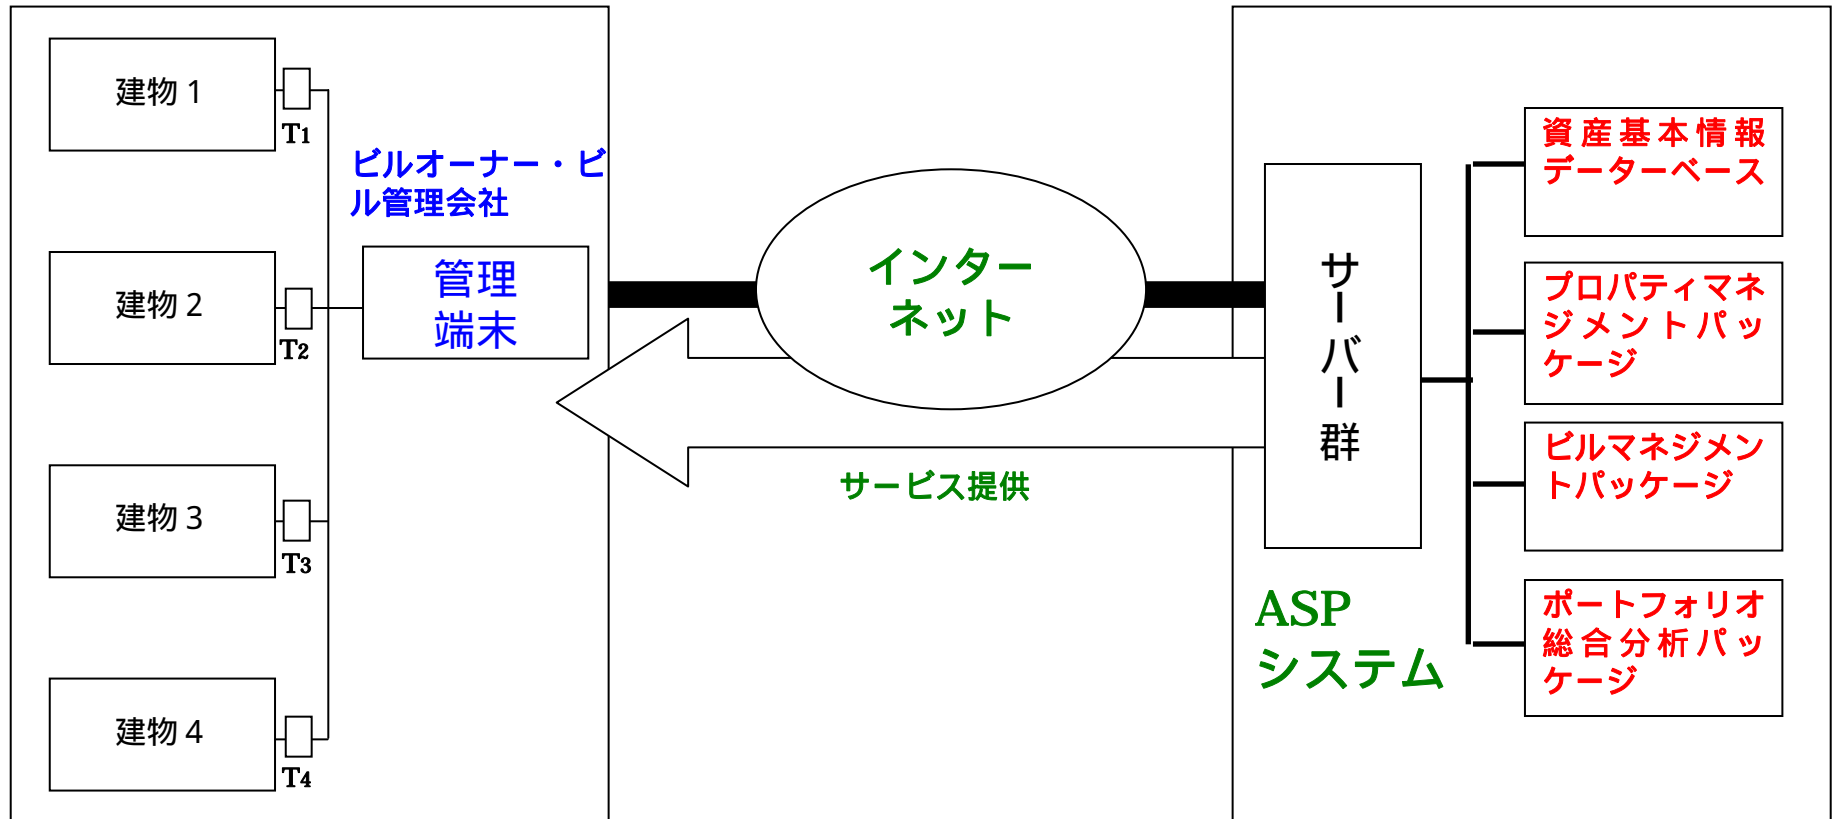 建物 1
T1
建物 2
T2
建物 3
T3
建物 4
T4
ビルオーナー・ビ
ル管理会社
管理
端末
インター
ネット
サービス提供
サーバー群
ASP
システム
資産基本情報
データーベース
プロパティマネ
ジメントパッ
ケージ
ビルマネジメン
トパッケージ
ポートフォリオ
総合分析パッ
ケージ